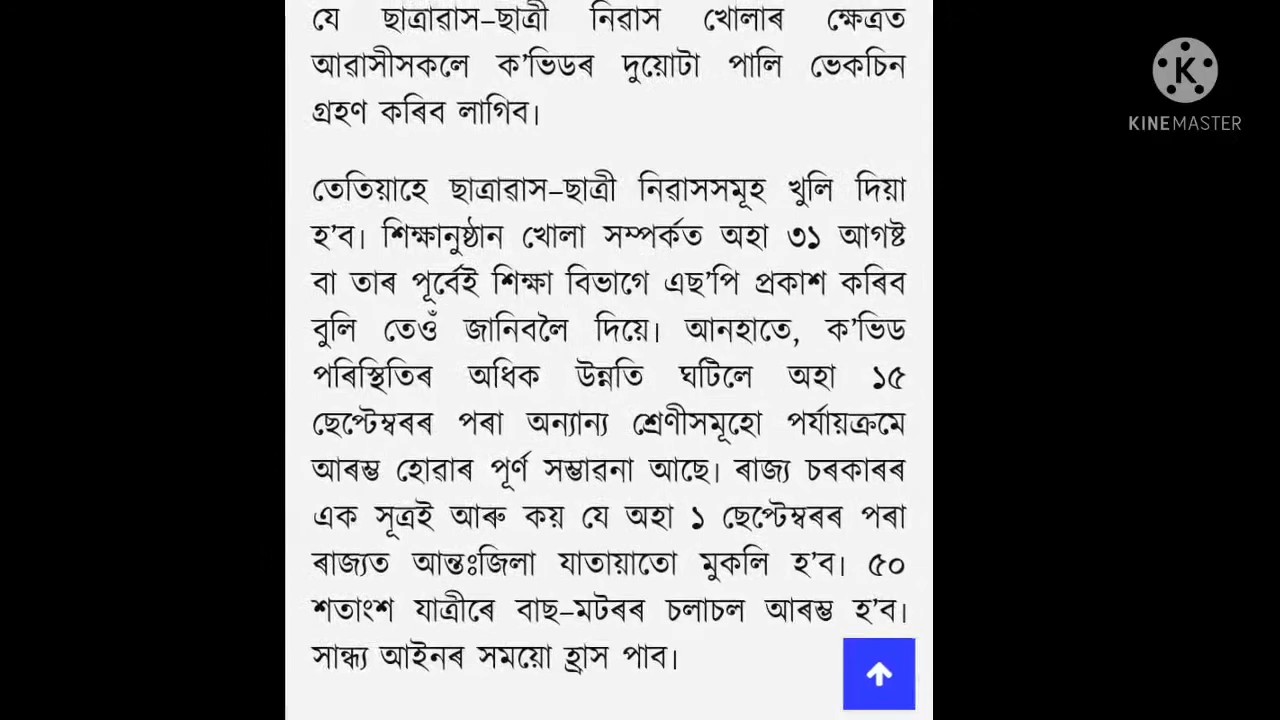 যে ছাত্ৰাৱাস-ছাত্ৰী নিৱাস খোলাৰ ক্ষেত্ৰত
আৱাসীসকলে ক'ভিডৰ দুয়োটা পালি ভেকচিন
গ্ৰহণ কৰিব লাগিব।
তেতিয়াহে ছাত্ৰাৱাস-ছাত্ৰী নিৱাসসমূহ খুলি দিয়া
হ'ব। শিক্ষানুষ্ঠান খোলা সম্পৰ্কত অহা ৩১ আগষ্ট
বা তাৰ পূৰ্বেই শিক্ষা বিভাগে এছ'পি প্ৰকাশ কৰিব
বুলি তেওঁ জানিবলৈ দিয়ে। আনহাতে, ক'ভিড
পৰিস্থিতিৰ অধিক উন্নতি ঘটিলে অহা ১৫
ছেপ্টেম্বৰৰ পৰা অন্যান্য শ্ৰেণীসমূহো পৰ্যায়ক্ৰমে
আৰম্ভ হোৱাৰ পূৰ্ণ সম্ভাৱনা আছে। ৰাজ্য চৰকাৰৰ
এক সূত্ৰই আৰু কয় যে অহা ১ ছেপ্টেম্বৰৰ পৰা
ৰাজ্যত আন্তঃজিলা যাতায়াতো মুকলি হ'ব। ৫০
শতাংশ যাত্ৰীৰে বাছ-মটৰৰ চলাচল আৰম্ভ হ'ব।
সান্ধ্য আইনৰ সময়ো হ্ৰাস পাব।
K
KINEMASTER